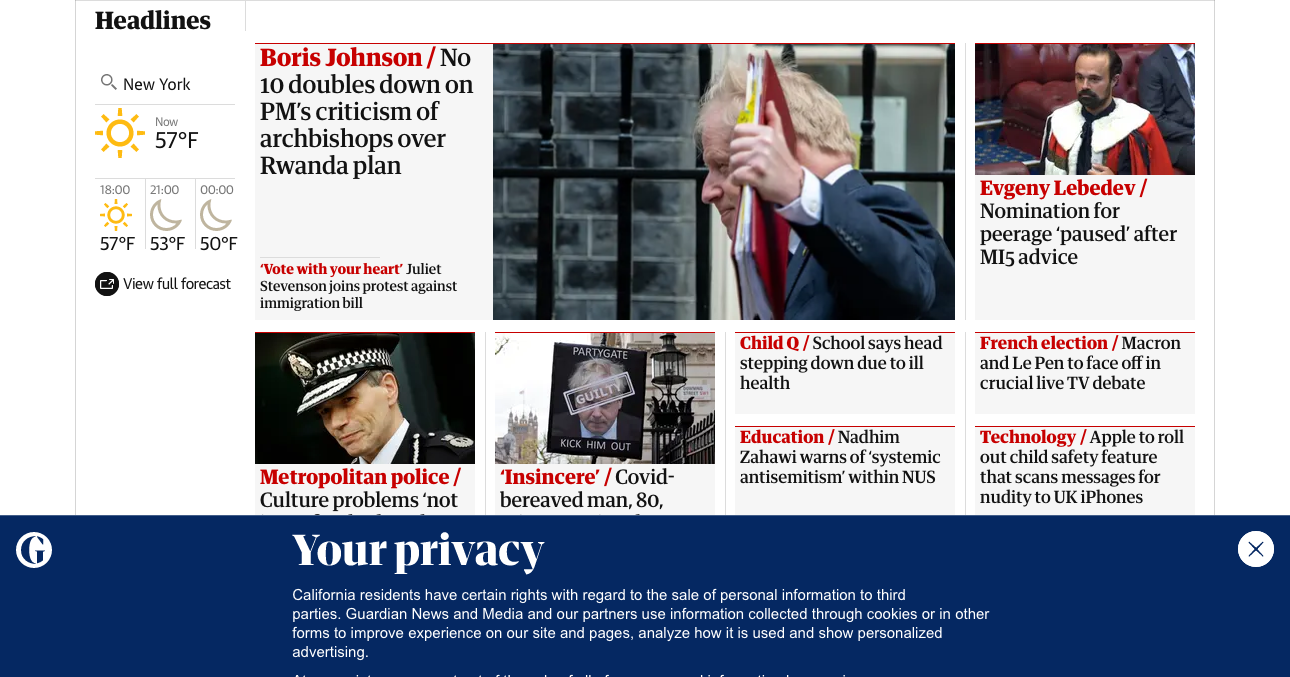 Headlines
New York
Now
57°F
18:00
21:00
00:00
57°F
53°F
50°F
View full forecast
Boris Johnson / No
10 doubles down on
PM's criticism of
archbishops over
Rwanda plan
'Vote with your heart' Juliet
Stevenson joins protest against
immigration bill
Evgeny Lebedev /
Nomination for
peerage 'paused' after
MI5 advice
Metropolitan police /
Culture problems 'not
PARTYGATE
GUILTY
KICK HIM OUT
'Insincere' / Covid-
bereaved man, 80,
Child Q / School says head
stepping down due to ill
health
Education / Nadhim
Zahawi warns of 'systemic
antisemitism' within NUS
French election / Macron
and Le Pen to face off in
crucial live TV debate
Technology / Apple to roll
out child safety feature
that scans messages for
nudity to UK iPhones
Your privacy
California residents have certain rights with regard to the sale of personal information to third
parties. Guardian News and Media and our partners use information collected through cookies or in other
forms to improve experience on our site and pages, analyze how it is used and show personalized
advertising.